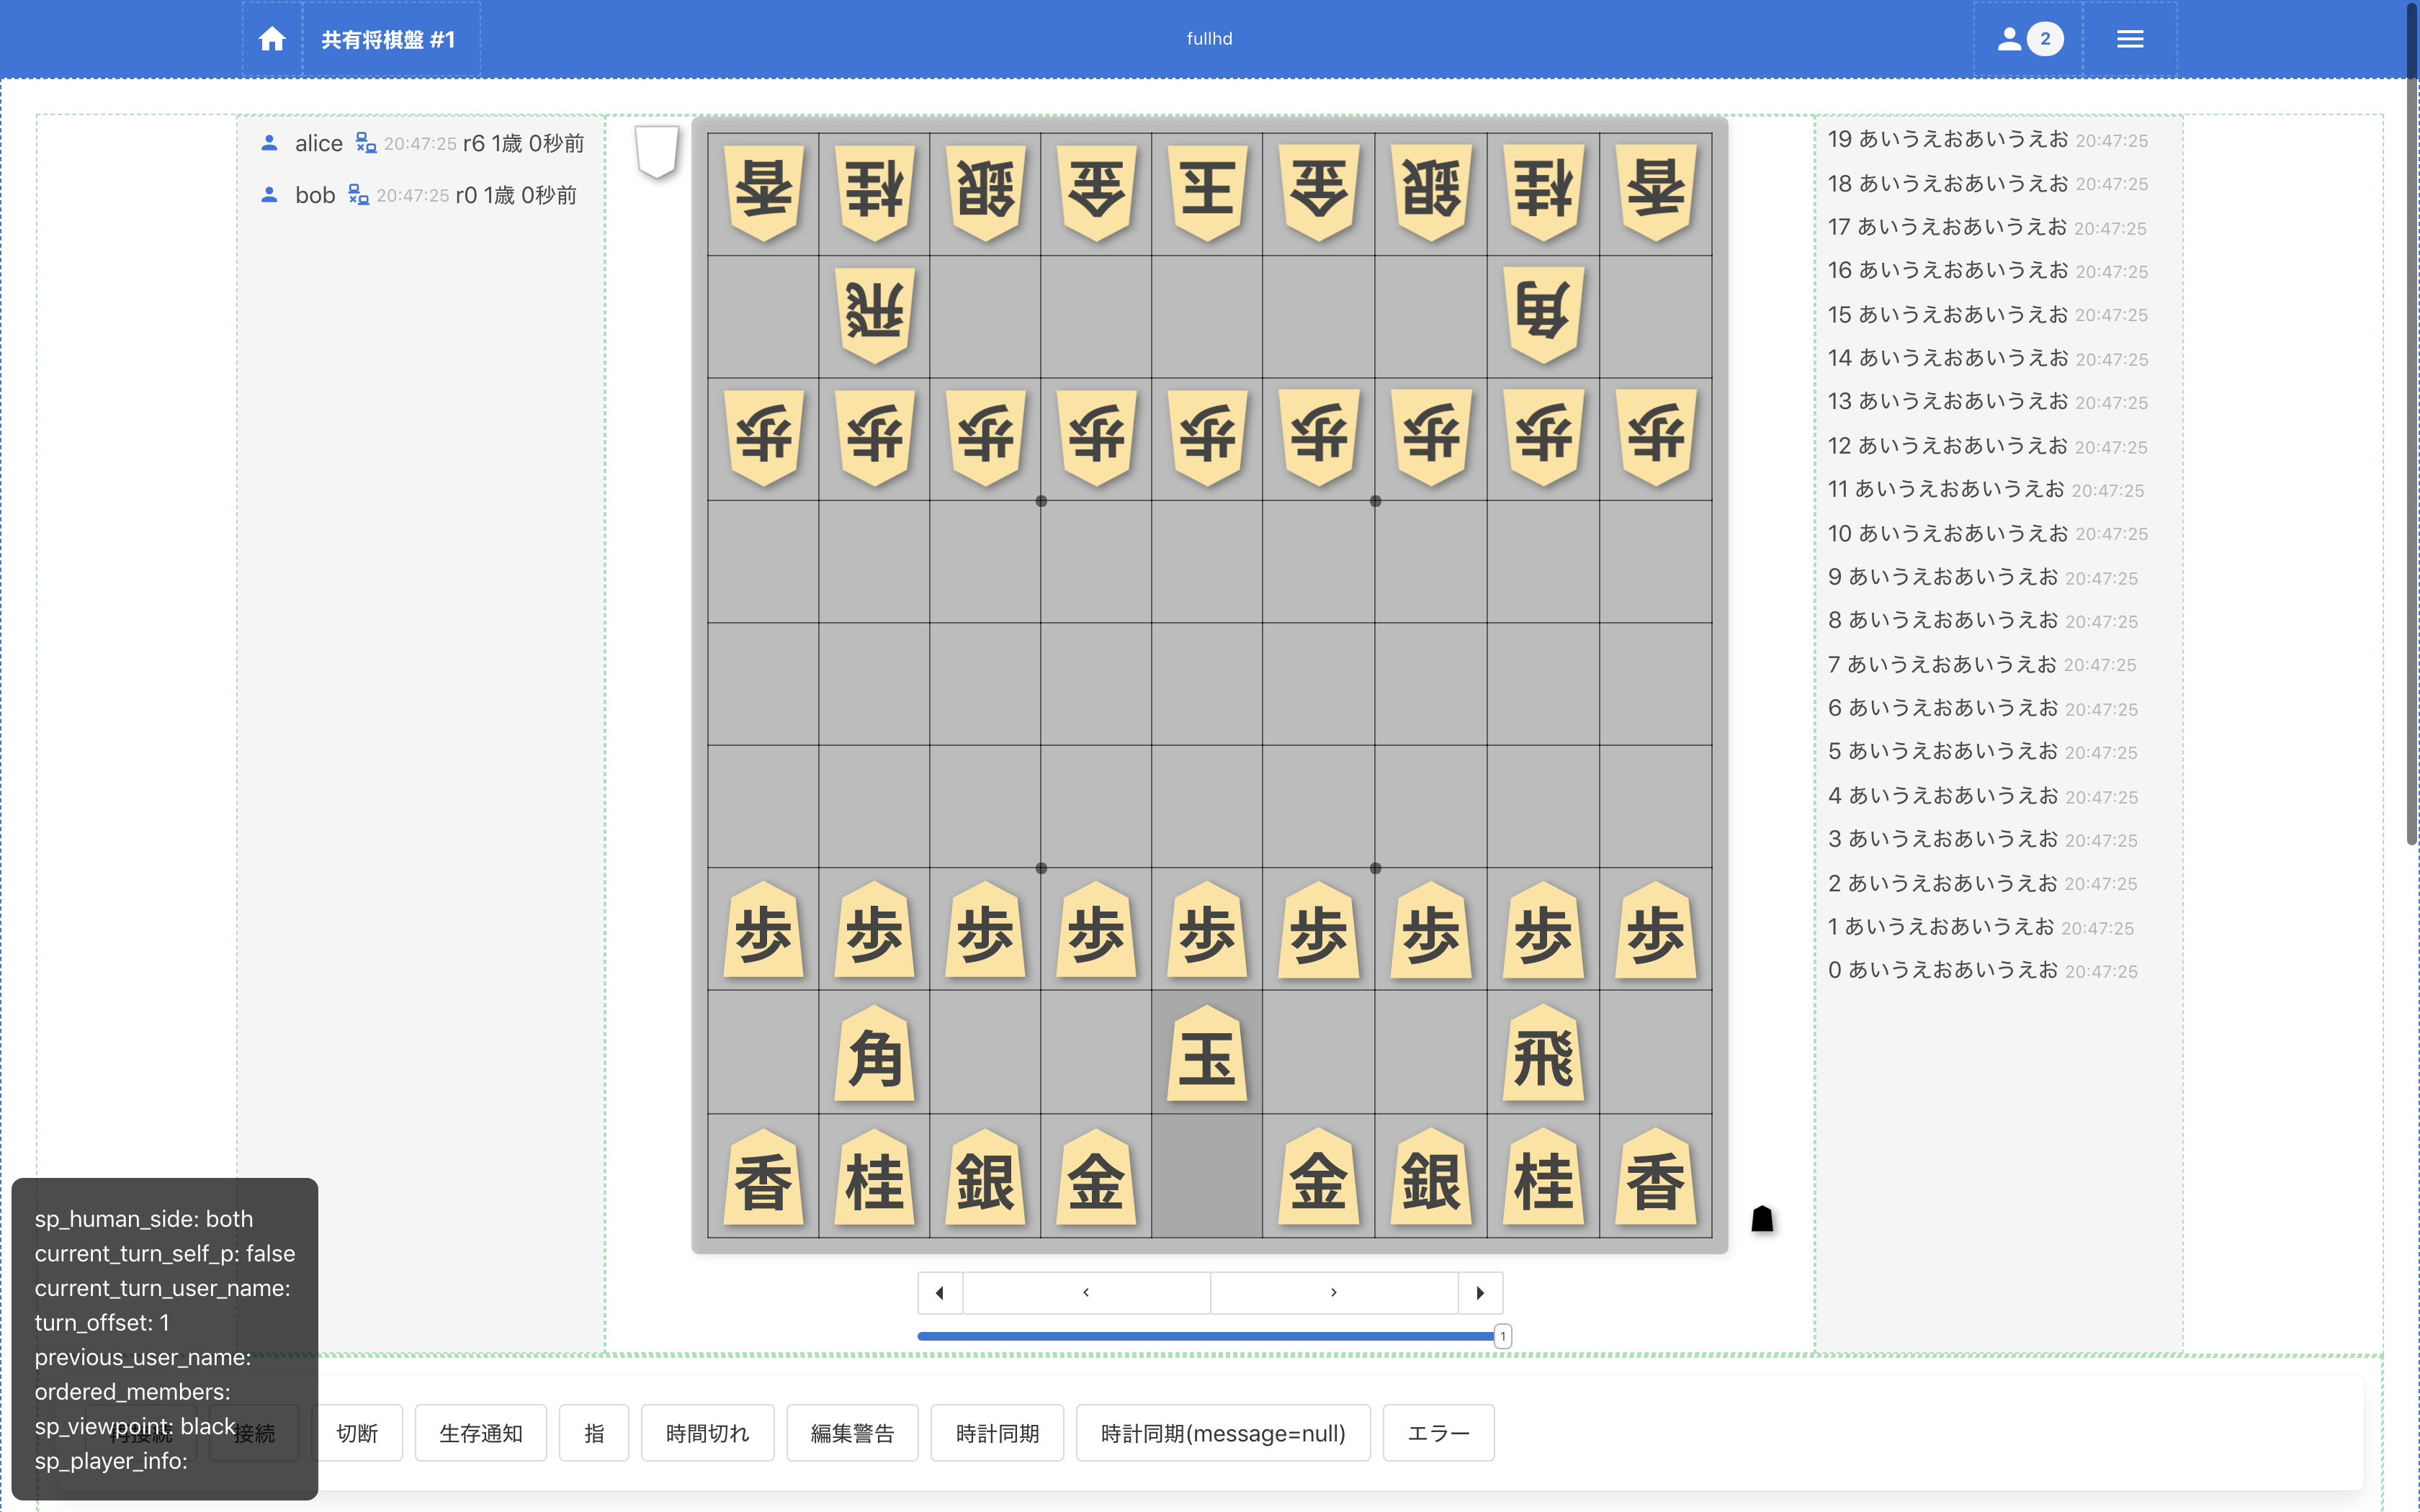 共有将棋盤 #1
fullhd
2
alice 20:47:25 r6 1歳 0秒前
bob 20:47:25 r0 1歳 0秒前
香 桂 銀 金 玉 金 銀 桂 香
飛 角
歩 歩 歩 歩 歩 歩 歩 歩 歩
歩 歩 歩 歩 歩 歩 歩 歩 歩
角 玉 飛
香 桂 銀 金 金 銀 桂 香
1
19 あいうえおあいうえお 20:47:25
18 あいうえおあいうえお 20:47:25
17 あいうえおあいうえお 20:47:25
16 あいうえおあいうえお 20:47:25
15 あいうえおあいうえお 20:47:25
14 あいうえおあいうえお 20:47:25
13 あいうえおあいうえお 20:47:25
12 あいうえおあいうえお 20:47:25
11 あいうえおあいうえお 20:47:25
10 あいうえおあいうえお 20:47:25
9 あいうえおあいうえお 20:47:25
8 あいうえおあいうえお 20:47:25
7 あいうえおあいうえお 20:47:25
6 あいうえおあいうえお 20:47:25
5 あいうえおあいうえお 20:47:25
4 あいうえおあいうえお 20:47:25
3 あいうえおあいうえお 20:47:25
2 あいうえおあいうえお 20:47:25
1 あいうえおあいうえお 20:47:25
0 あいうえおあいうえお 20:47:25
sp_human_side: both
current_turn_self_p: false
current_turn_user_name:
turn_offset: 1
previous_user_name:
ordered_members:
sp_viewpoint: black
sp_player_info:
再接続 接続 切断 生存通知 指 時間切れ 編集警告 時計同期 時計同期(message=null) エラー